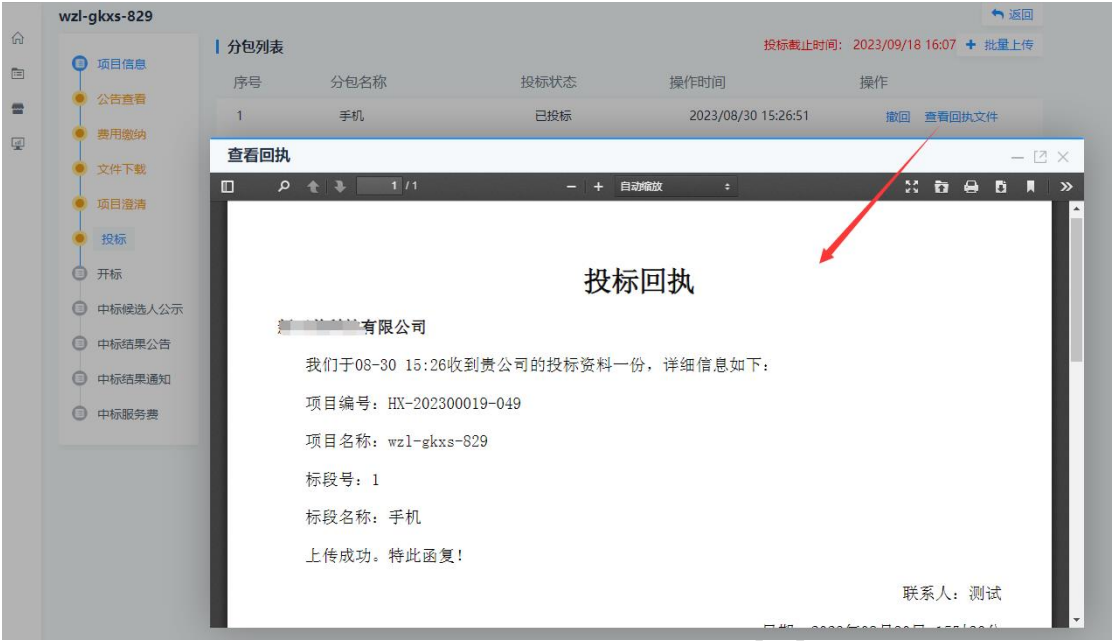 wzl-gkxs-829
返回
项目信息
公告查看
费用缴纳
文件下载
项目澄清
投标
开标
中标候选人公示
中标结果公告
中标结果通知
中标服务费
分包列表
投标截止时间: 2023/09/18 16:07 批量上传
序号 分包名称 投标状态 操作时间 操作
1 手机 已投标 2023/08/30 15:26:51 撤回 查看回执文件
查看回执
1 / 1 自动缩放
投标回执
有限公司
我们于08-30 15:26收到贵公司的投标资料一份，详细信息如下：
项目编号：HX-202300019-049
项目名称：wzl-gkxs-829
标段号：1
标段名称：手机
上传成功。特此函复！
联系人：测试